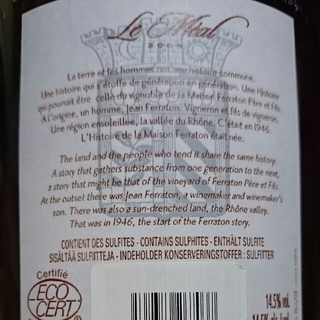 Le Méal
La terre et les hommes ont une histoire commune.
Une histoire qui s'étoffe de génération en génération. Une Histoire
qui pourrait être celle du vignoble de la Maison Ferraton Père et Fils.
A l'origine, un homme, Jean Ferraton. Vigneron et fils de vigneron.
Une région ensoleillée, la vallée du Rhône. C'était en 1946.
L'Histoire de la Maison Ferraton était née.
The land and the people who tend it share the same history.
A story that gathers substance from one generation to the next,
a story that might be that of the vineyard of Ferraton Père et Fils.
At the outset there was Jean Ferraton, a winemaker and winemaker's
son. There was also a sun-drenched land, the Rhône valley.
That was in 1946, the start of the Ferraton story.
CONTIENT DES SULFITES - CONTAINS SULPHITES - ENTHÄLT SULFITE
SISÄLTÄÄ SULFIITTEJA - INDEHOLDER KONSERVERINGSTOFFER : SULFITTER
Certifié
ECO
CERT
14.5% vol